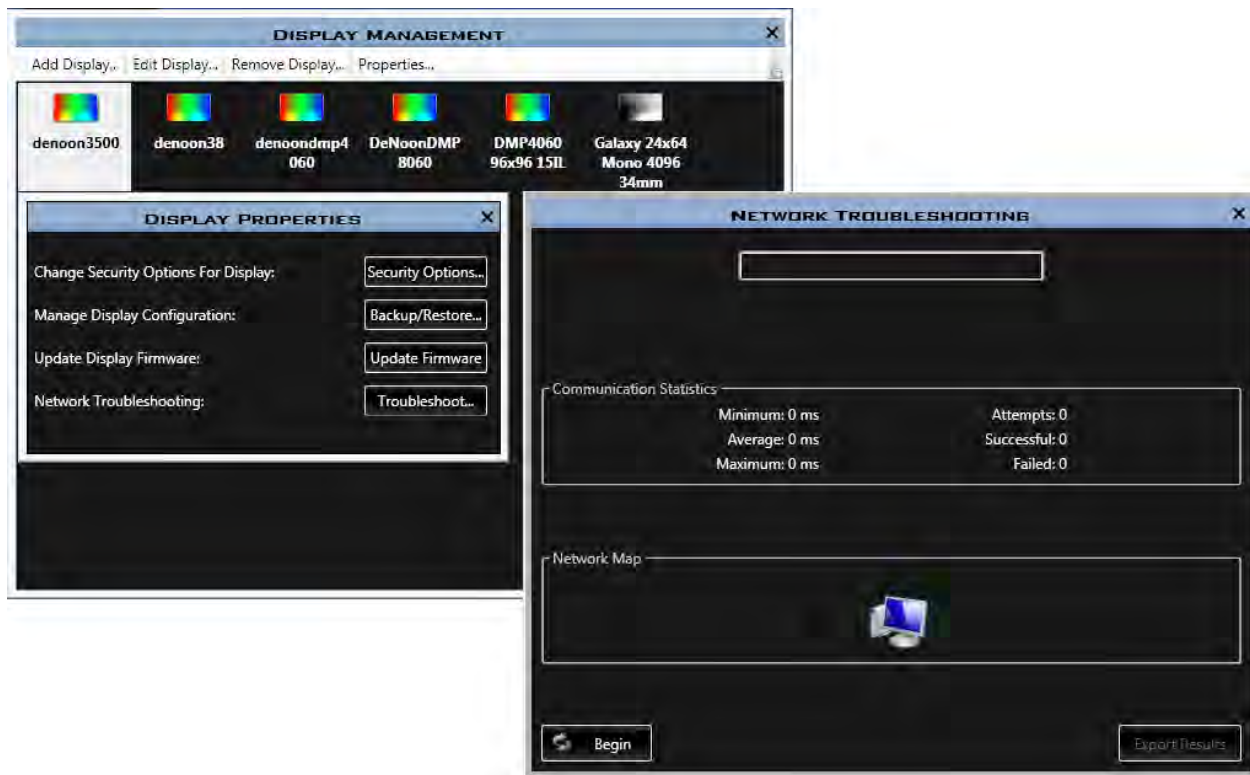 DISPLAY MANAGEMENT X
Add Display... Edit Display... Remove Display... Properties...
denoon3500
denoon38
denoondmp4
060
DeNoonDMP
8060
DMP4060
96x96 15IL
Galaxy 24x64
Mono 4096
34mm
DISPLAY PROPERTIES X
Change Security Options For Display: Security Options...
Manage Display Configuration: Backup/Restore...
Update Display Firmware: Update Firmware
Network Troubleshooting: Troubleshoot...
NETWORK TROUBLESHOOTING X
Communication Statistics
Minimum: 0 ms Attempts: 0
Average: 0 ms Successful: 0
Maximum: 0 ms Failed: 0
Network Map
Begin Export Results